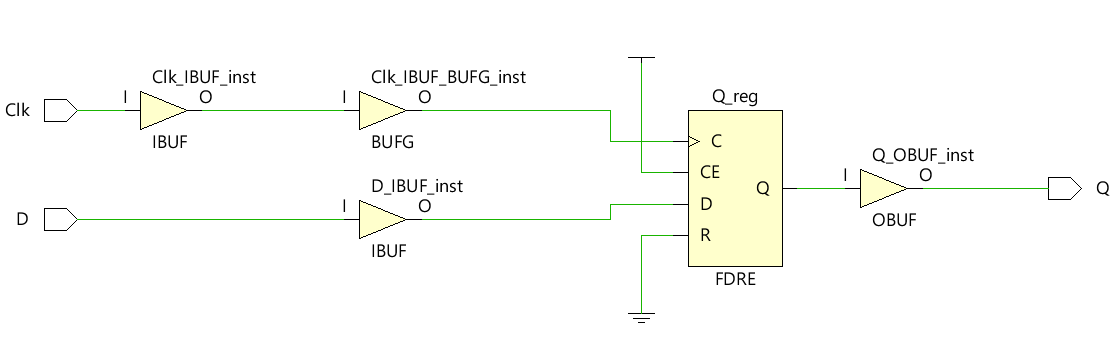 Clk_IBUF_inst
Clk_IBUF_BUFG_inst
Clk
I
O
I
O
IBUF
BUFG
Q_reg
C
CE
D
R
Q
FDRE
D_IBUF_inst
D
I
O
IBUF
Q_OBUF_inst
I
O
OBUF
Q